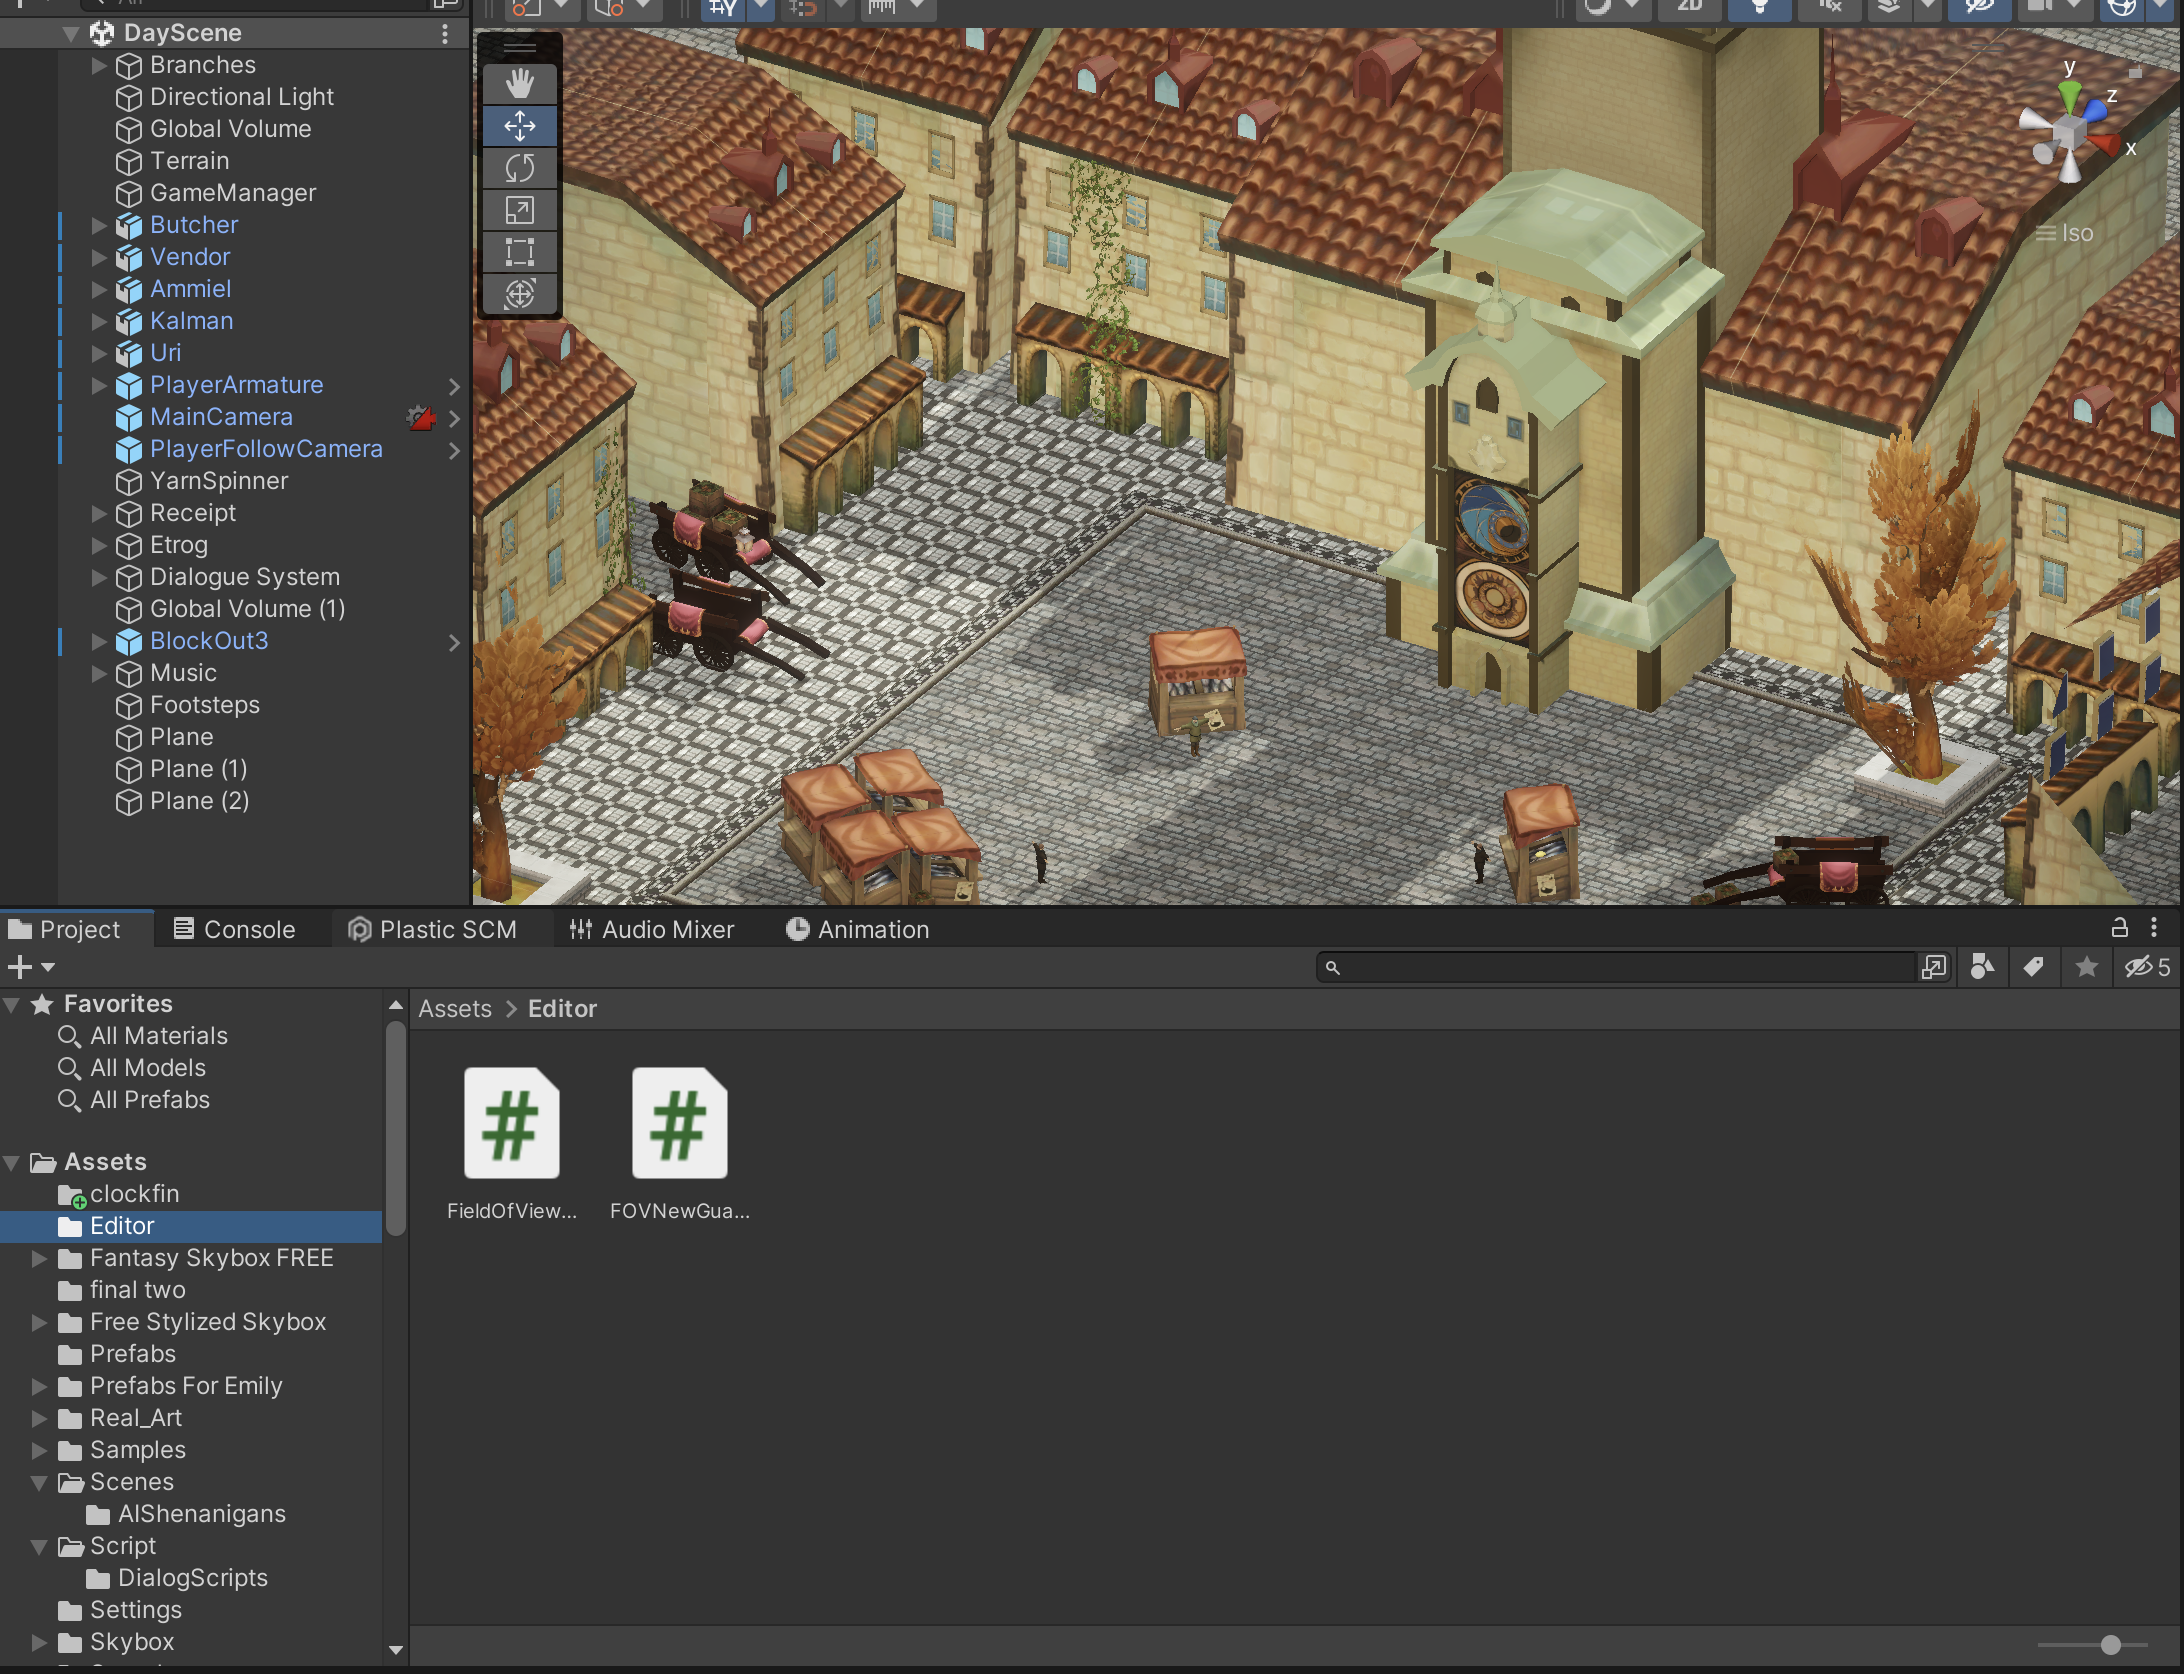 DayScene
Branches
Directional Light
Global Volume
Terrain
GameManager
Butcher
Vendor
Ammiel
Kalman
Uri
PlayerArmature
MainCamera
PlayerFollowCamera
YarnSpinner
Receipt
Etrog
Dialogue System
Global Volume (1)
BlockOut3
Music
Footsteps
Plane
Plane (1)
Plane (2)
2D
y
z
x
Iso
Project
Console
Plastic SCM
Audio Mixer
Animation
5
Favorites
All Materials
All Models
All Prefabs
Assets
clockfin
Editor
Fantasy Skybox FREE
final two
Free Stylized Skybox
Prefabs
Prefabs For Emily
Real_Art
Samples
Scenes
AIShenanigans
Script
DialogScripts
Settings
Skybox
Assets > Editor
FieldOfView...
FOVNewGua...